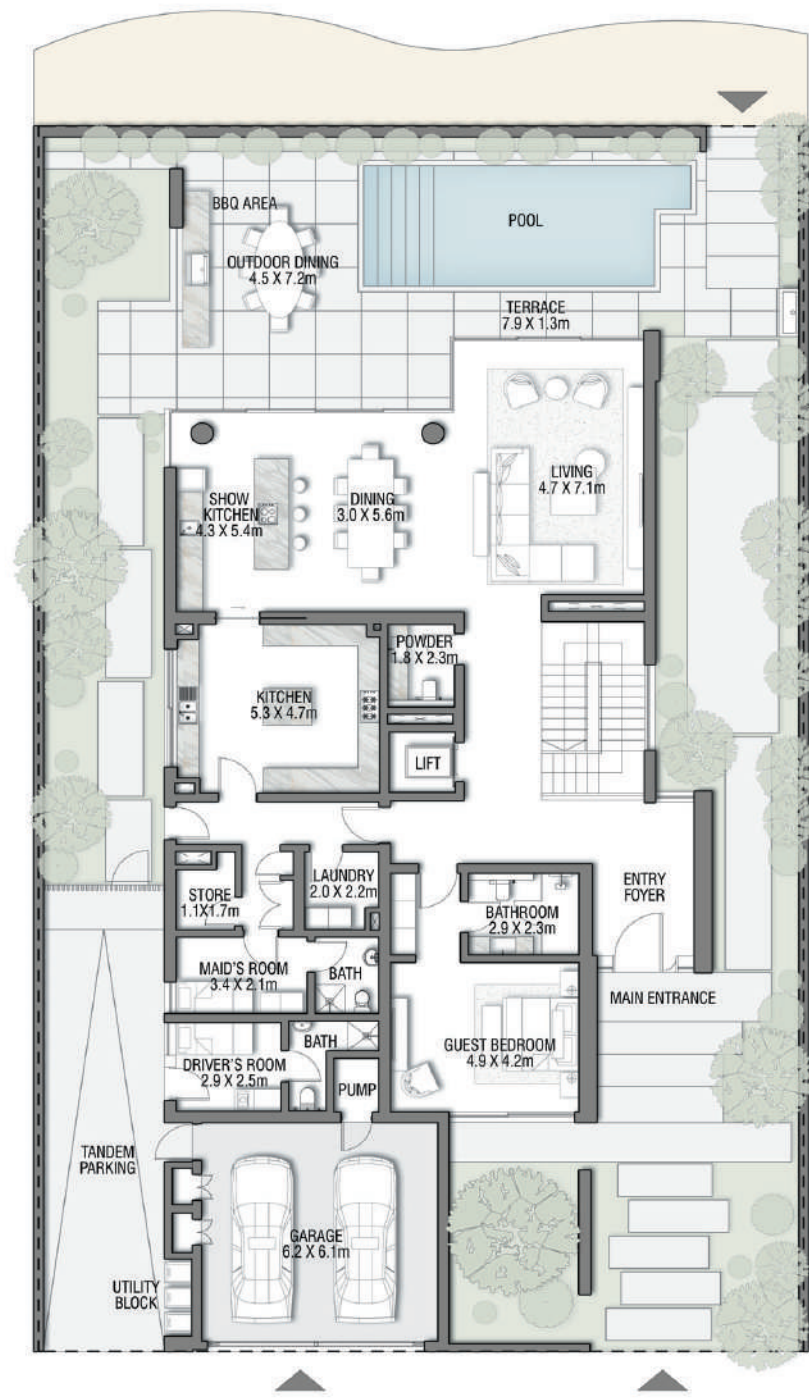 BBQ AREA
POOL
OUTDOOR DINING
4.5 X 7.2m
TERRACE
7.9 X 1.3m
LIVING
4.7 X 7.1m
SHOW
KITCHEN
4.3 X 5.4m
DINING
3.0 X 5.6m
POWDER
1.8 X 2.3m
KITCHEN
5.3 X 4.7m
LIFT
LAUNDRY
2.0 X 2.2m
STORE
1.1X1.7m
ENTRY
FOYER
BATHROOM
2.9 X 2.3m
MAID'S ROOM
3.4 X 2.1m
BATH
MAIN ENTRANCE
BATH
GUEST BEDROOM
4.9 X 4.2m
DRIVER'S ROOM
2.9 X 2.5m
PUMP
TANDEM
PARKING
GARAGE
6.2 X 6.1m
UTILITY
BLOCK